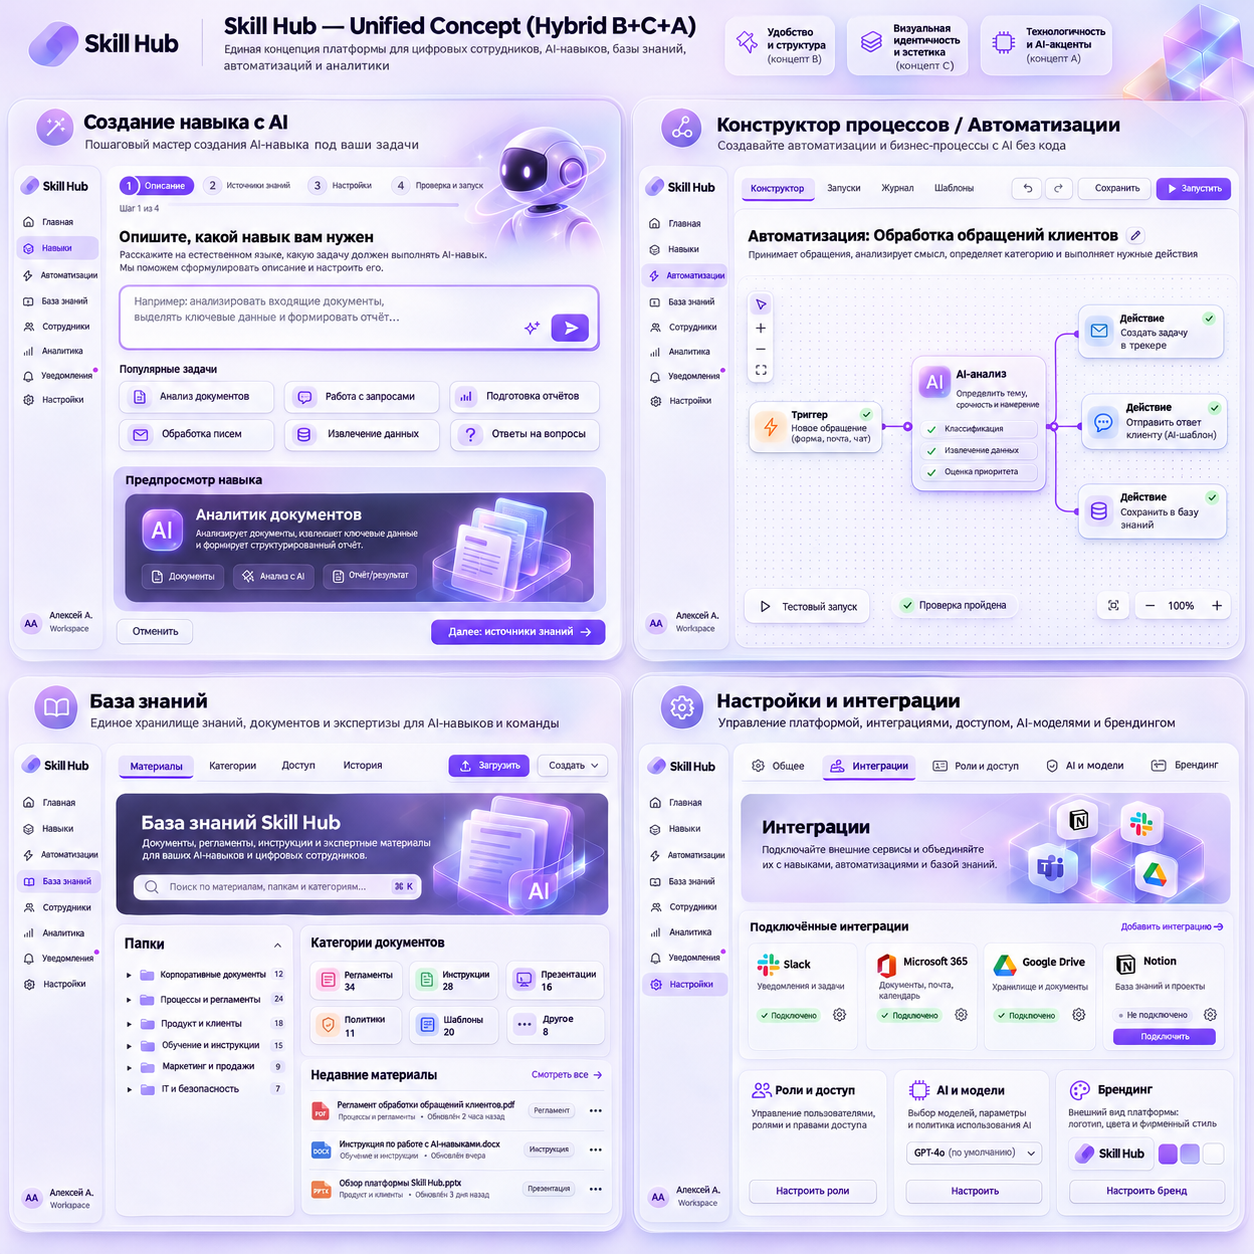 Skill Hub
Skill Hub — Unified Concept (Hybrid B+C+A)
Единая концепция платформы для цифровых сотрудников, AI-навыков, базы знаний,
автоматизаций и аналитики
Удобство
и структура
(концепт B)
Визуальная
идентичность
и эстетика
(концепт C)
Технологичность
и AI-акценты
(концепт A)
Создание навыка с AI
Пошаговый мастер создания AI-навыка под ваши задачи
Skill Hub
Главная
Навыки
Автоматизации
База знаний
Сотрудники
Аналитика
Уведомления
Настройки
AA
Алексей А.
Workspace
1 Описание
2 Источники знаний
3 Настройки
4 Проверка и запуск
Шаг 1 из 4
Опишите, какой навык вам нужен
Расскажите на естественном языке, какую задачу должен выполнять AI-навык.
Мы поможем сформулировать описание и настроить его.
Например: анализировать входящие документы,
выделять ключевые данные и формировать отчёт...
Популярные задачи
Анализ документов
Работа с запросами
Подготовка отчётов
Обработка писем
Извлечение данных
Ответы на вопросы
Предпросмотр навыка
AI
Аналитик документов
Анализирует документы, извлекает ключевые данные
и формирует структурированный отчёт.
Документы
Анализ с AI
Отчёт/результат
Отменить
Далее: источники знаний →
Конструктор процессов / Автоматизации
Создавайте автоматизации и бизнес-процессы с AI без кода
Skill Hub
Главная
Навыки
Автоматизации
База знаний
Сотрудники
Аналитика
Уведомления
Настройки
AA
Алексей А.
Workspace
Конструктор
Запуски
Журнал
Шаблоны
Сохранить
Запустить
Автоматизация: Обработка обращений клиентов
Принимает обращения, анализирует смысл, определяет категорию и выполняет нужные действия
Триггер
Новое обращение
(форма, почта, чат)
AI
AI-анализ
Определить тему,
срочность и намерение
Классификация
Извлечение данных
Оценка приоритета
Действие
Создать задачу
в трекере
Действие
Отправить ответ
клиенту (AI-шаблон)
Действие
Сохранить в базу
знаний
Тестовый запуск
Проверка пройдена
− 100% +
База знаний
Единое хранилище знаний, документов и экспертизы для AI-навыков и команды
Skill Hub
Главная
Навыки
Автоматизации
База знаний
Сотрудники
Аналитика
Уведомления
Настройки
AA
Алексей А.
Workspace
Материалы
Категории
Доступ
История
Загрузить
Создать
База знаний Skill Hub
Документы, регламенты, инструкции и экспертные материалы
для ваших AI-навыков и цифровых сотрудников.
Поиск по материалам, папкам и категориям...
⌘ K
AI
Папки
Корпоративные документы 12
Процессы и регламенты 24
Продукт и клиенты 18
Обучение и инструкции 15
Маркетинг и продажи 9
IT и безопасность 7
Категории документов
Регламенты
34
Инструкции
28
Презентации
16
Политики
11
Шаблоны
20
Другое
8
Недавние материалы
Смотреть все →
PDF
Регламент обработки обращений клиентов.pdf
Процессы и регламенты • Обновлён 2 часа назад
Регламент
DOCX
Инструкция по работе с AI-навыками.docx
Обучение и инструкции • Обновлён вчера
Инструкция
PPTX
Обзор платформы Skill Hub.pptx
Продукт и клиенты • Обновлён 3 дня назад
Презентация
Настройки и интеграции
Управление платформой, интеграциями, доступом, AI-моделями и брендингом
Skill Hub
Главная
Навыки
Автоматизации
База знаний
Сотрудники
Аналитика
Уведомления
Настройки
AA
Алексей А.
Workspace
Общее
Интеграции
Роли и доступ
AI и модели
Брендинг
Интеграции
Подключайте внешние сервисы и объединяйте
их с навыками, автоматизациями и базой знаний.
Подключённые интеграции
Добавить интеграцию →
Slack
Уведомления и задачи
Подключено
Microsoft 365
Документы, почта,
календарь
Подключено
Google Drive
Хранилище и документы
Подключено
Notion
База знаний и проекты
Не подключено
Подключить
Роли и доступ
Управление пользователями,
ролями и правами доступа
Настроить роли
AI и модели
Выбор моделей, параметры
и политика использования AI
GPT-4o (по умолчанию)
Настроить
Брендинг
Внешний вид платформы:
логотип, цвета и фирменный стиль
Skill Hub
Настроить бренд